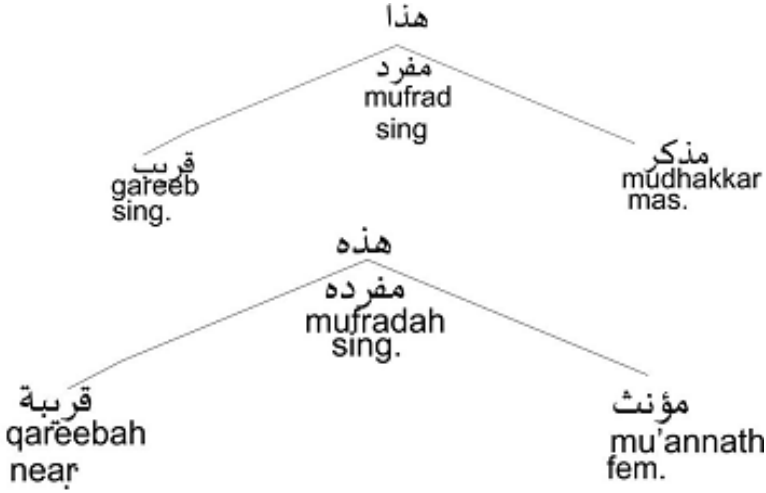 هذا
مفرد
mufrad
sing
قريب
gareeb
sing.
مذكر
mudhakkar
mas.
هذه
مفرده
mufradah
sing.
قريبة
qareebah
near
مؤنث
mu'annath
fem.